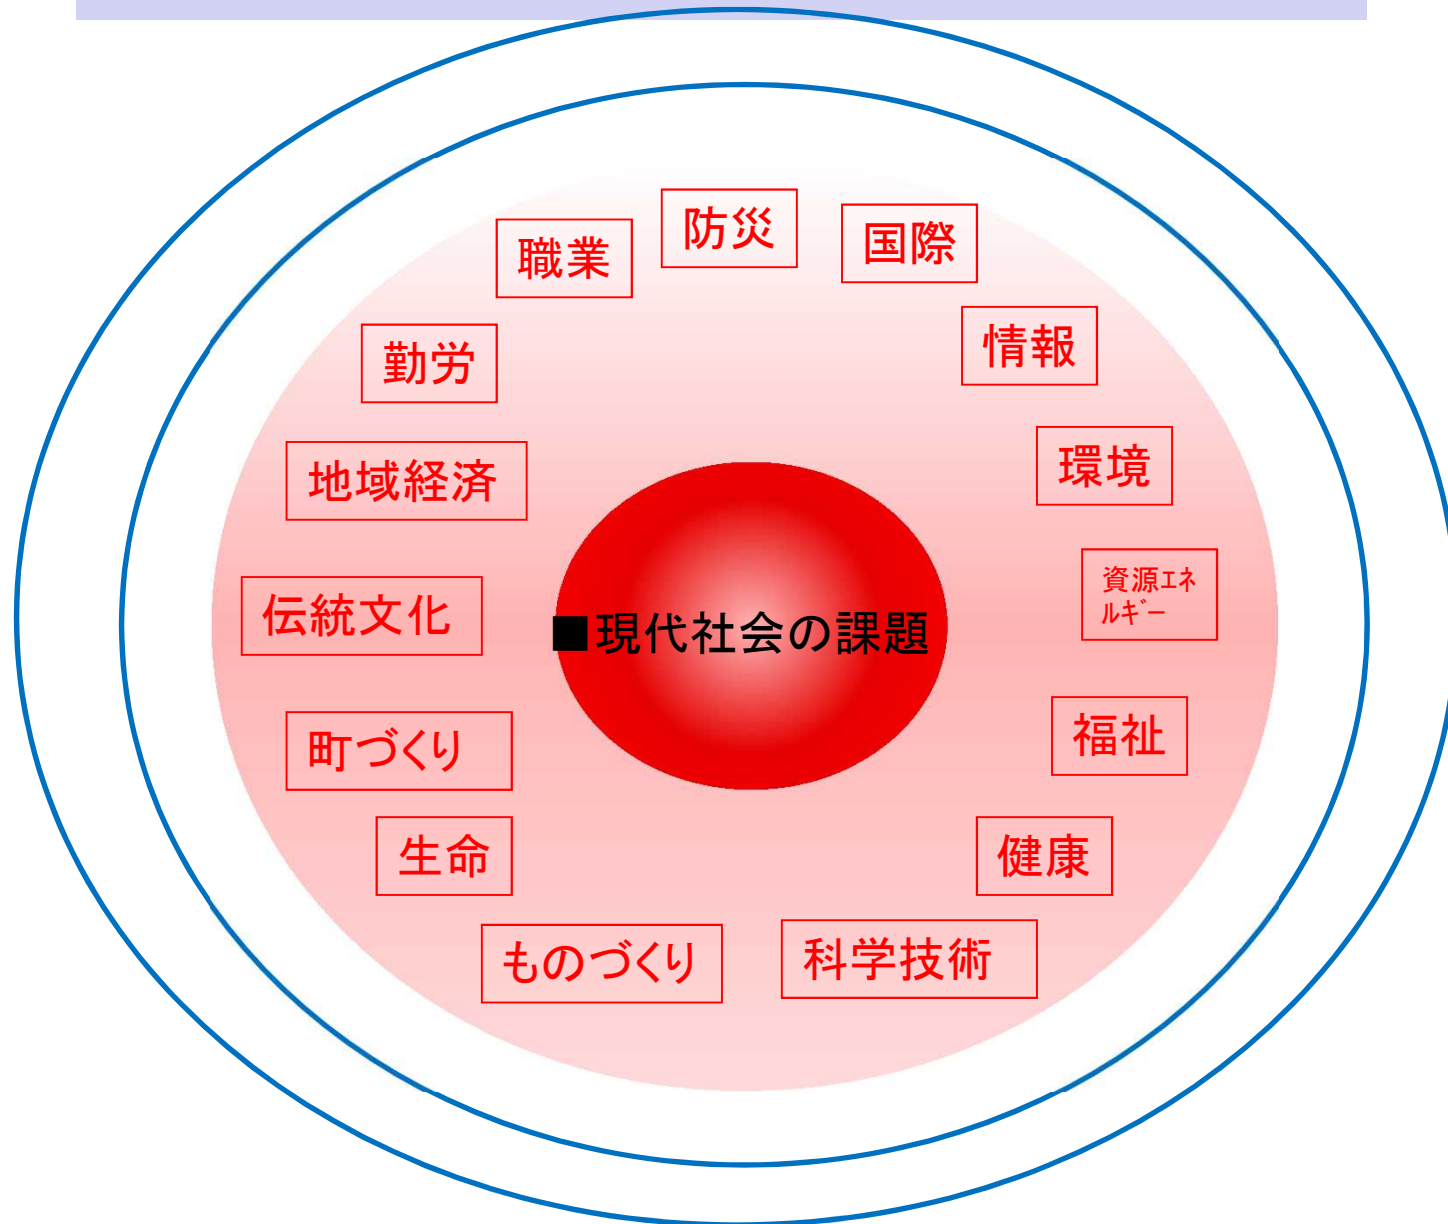 防災
国際
職業
情報
勤労
環境
地域経済
資源ｴﾈ
ﾙｷﾞｰ
伝統文化
■現代社会の課題
福祉
町づくり
生命
健康
ものづくり
科学技術